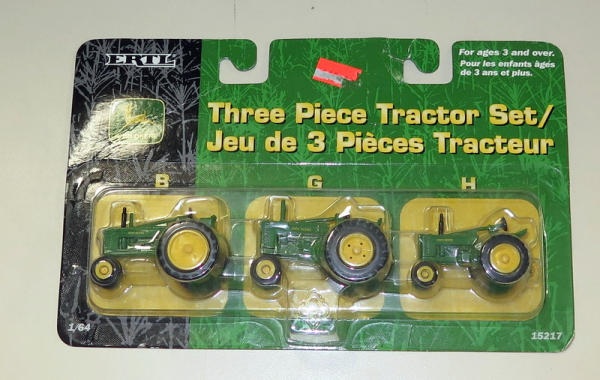 ERTL
For ages 3 and over.
Pour les enfants âgés
de 3 ans et plus.
Three Piece Tractor Set/
Jeu de 3 Pièces Tracteur
B G H
1/64
15217